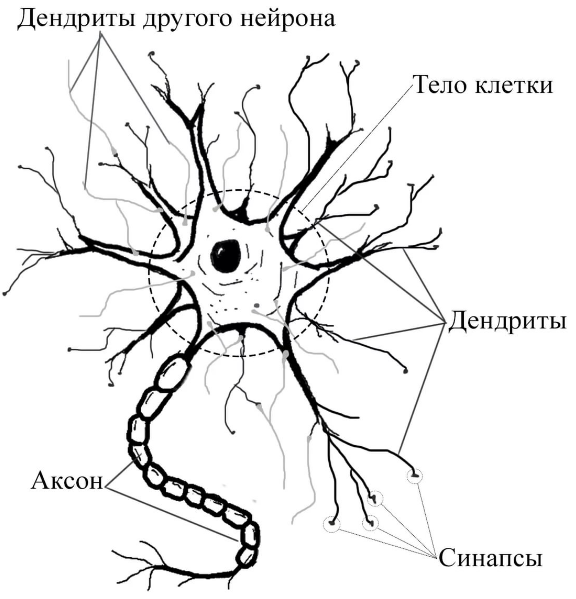 Дендриты другого нейрона
Тело клетки
Дендриты
Аксон
Синапсы